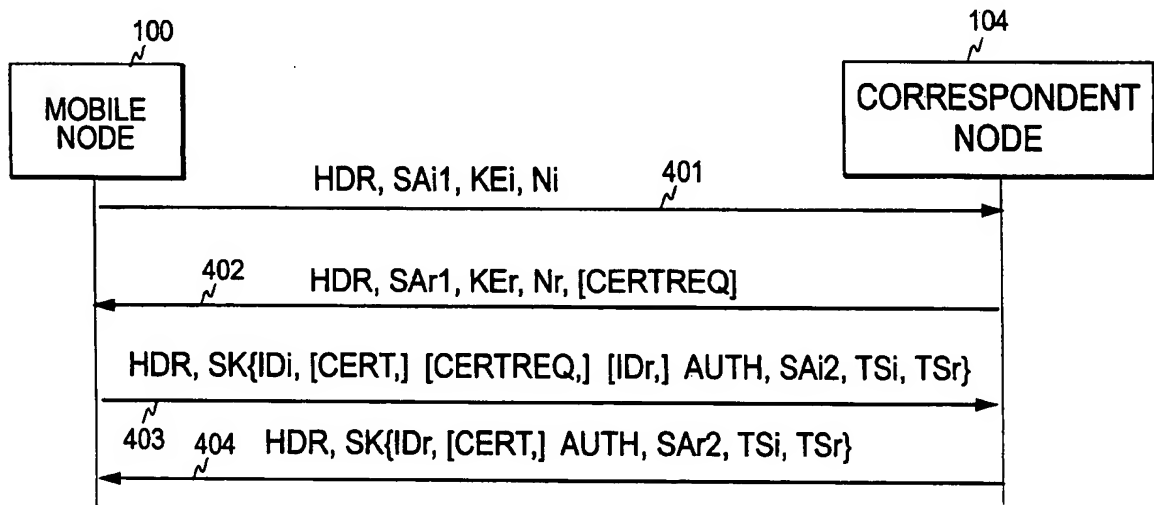 100
MOBILE
NODE
104
CORRESPONDENT
NODE
HDR, SAi1, KEi, Ni
401
402
HDR, SAr1, KEr, Nr, [CERTREQ]
HDR, SK{IDi, [CERT,] [CERTREQ,] [IDr,] AUTH, SAi2, TSi, TSr}
403
404
HDR, SK{IDr, [CERT,] AUTH, SAr2, TSi, TSr}